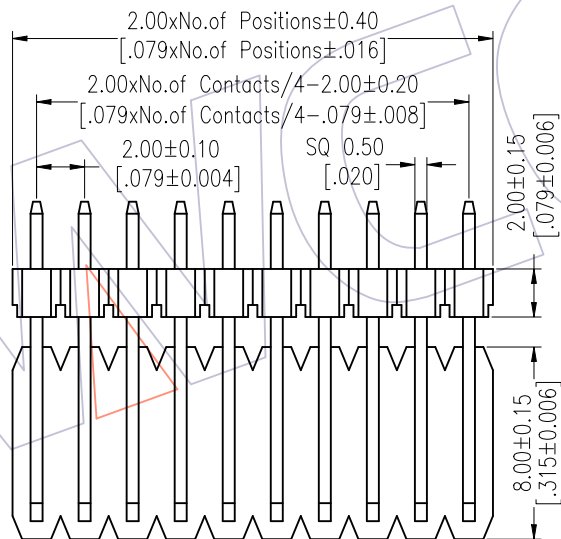 2.00xNo.of Positions±0.40
[.079xNo.of Positions±.016]
2.00xNo.of Contacts/4-2.00±0.20
[.079xNo.of Contacts/4-.079±.008]
2.00±0.10
[.079±0.004]
SQ 0.50
[.020]
2.00±0.15
[.079±0.006]
8.00±0.15
[.315±0.006]